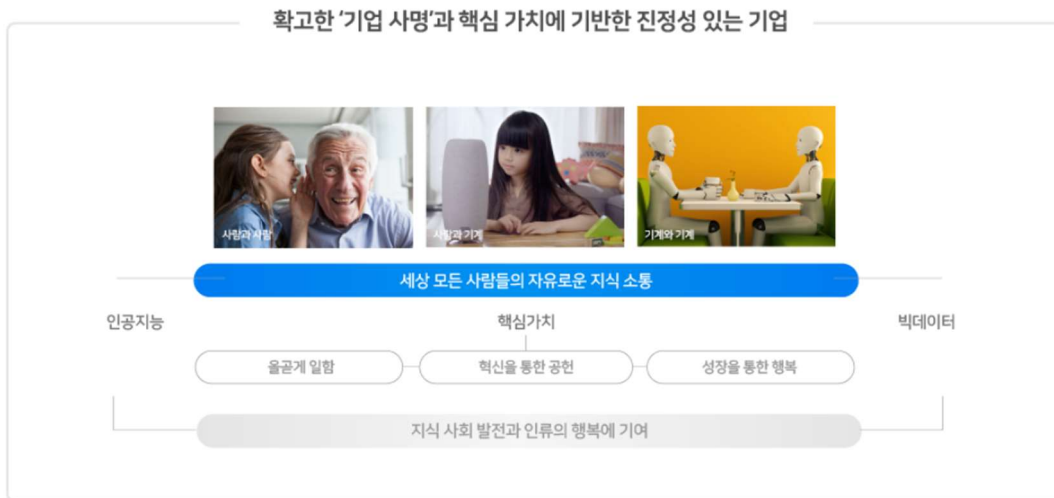 확고한 ‘기업 사명’과 핵심 가치에 기반한 진정성 있는 기업
사람과 사람
사람과 기계
기계와 기계
세상 모든 사람들의 자유로운 지식 소통
인공지능
핵심가치
빅데이터
올곧게 일함
혁신을 통한 공헌
성장을 통한 행복
지식 사회 발전과 인류의 행복에 기여